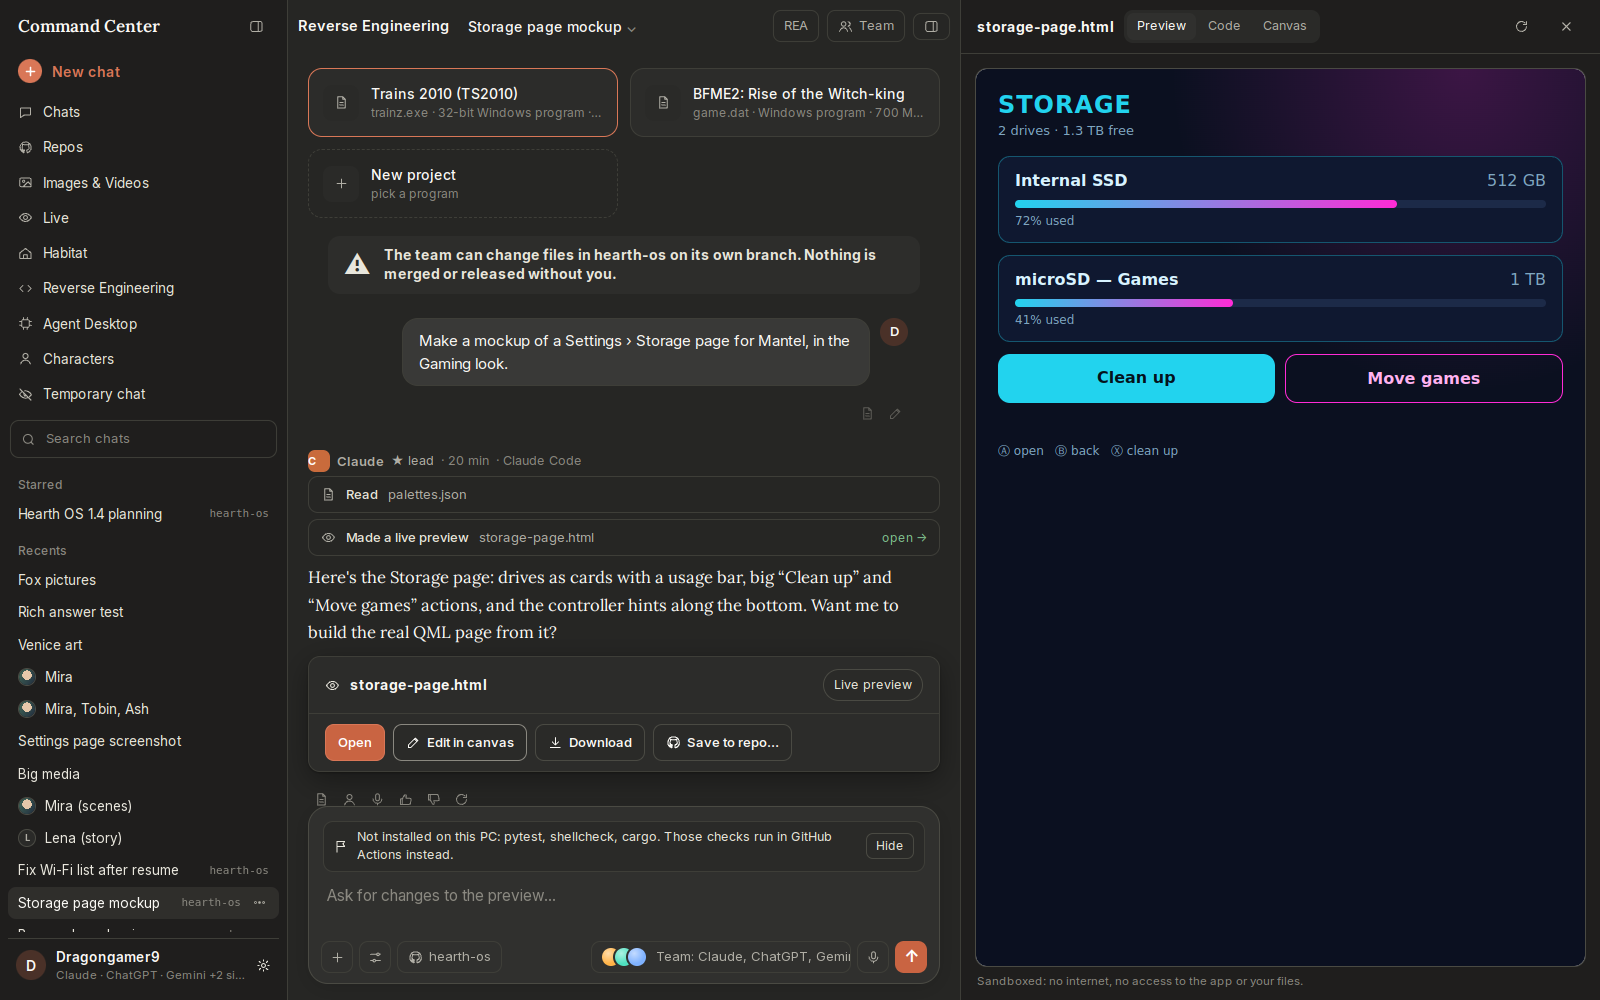 Command Center
New chat
Chats
Repos
Images & Videos
Live
Habitat
Reverse Engineering
Agent Desktop
Characters
Temporary chat
Search chats
Starred
Hearth OS 1.4 planning hearth-os
Recents
Fox pictures
Rich answer test
Venice art
Mira
Mira, Tobin, Ash
Settings page screenshot
Big media
Mira (scenes)
L Lena (story)
Fix Wi-Fi list after resume hearth-os
Storage page mockup hearth-os
D Dragongamer9
Claude · ChatGPT · Gemini +2 si...
Reverse Engineering Storage page mockup
REA Team
Trains 2010 (TS2010)
trainz.exe · 32-bit Windows program ·...
BFME2: Rise of the Witch-king
game.dat · Windows program · 700 M...
New project
pick a program
The team can change files in hearth-os on its own branch. Nothing is
merged or released without you.
Make a mockup of a Settings › Storage page for Mantel, in the
Gaming look.
D
C Claude ★ lead · 20 min · Claude Code
Read palettes.json
Made a live preview storage-page.html open →
Here's the Storage page: drives as cards with a usage bar, big “Clean up” and
“Move games” actions, and the controller hints along the bottom. Want me to
build the real QML page from it?
storage-page.html Live preview
Open Edit in canvas Download Save to repo...
Not installed on this PC: pytest, shellcheck, cargo. Those checks run in GitHub
Actions instead.
Hide
Ask for changes to the preview...
hearth-os Team: Claude, ChatGPT, Gemini
storage-page.html Preview Code Canvas
STORAGE
2 drives · 1.3 TB free
Internal SSD 512 GB
72% used
microSD — Games 1 TB
41% used
Clean up Move games
Ⓐ open Ⓑ back Ⓧ clean up
Sandboxed: no internet, no access to the app or your files.